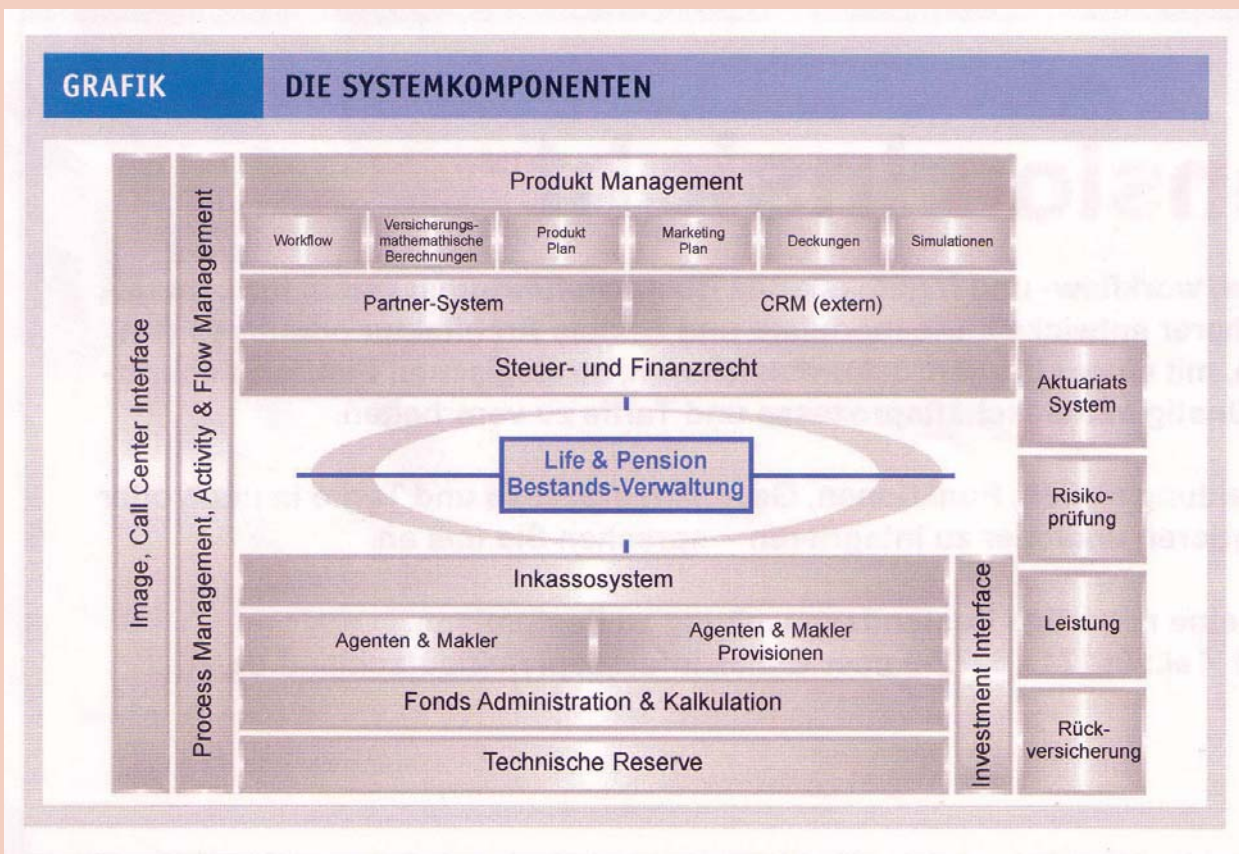 GRAFIK
DIE SYSTEMKOMPONENTEN
Image, Call Center Interface
Process Management, Activity & Flow Management
Produkt Management
Workflow
Versicherungs-
mathemathische
Berechnungen
Produkt
Plan
Marketing
Plan
Deckungen
Simulationen
Partner-System
CRM (extern)
Steuer- und Finanzrecht
Life & Pension
Bestands-Verwaltung
Inkassosystem
Agenten & Makler
Agenten & Makler
Provisionen
Fonds Administration & Kalkulation
Technische Reserve
Investment Interface
Aktuariats
System
Risiko-
prüfung
Leistung
Rück-
versicherung